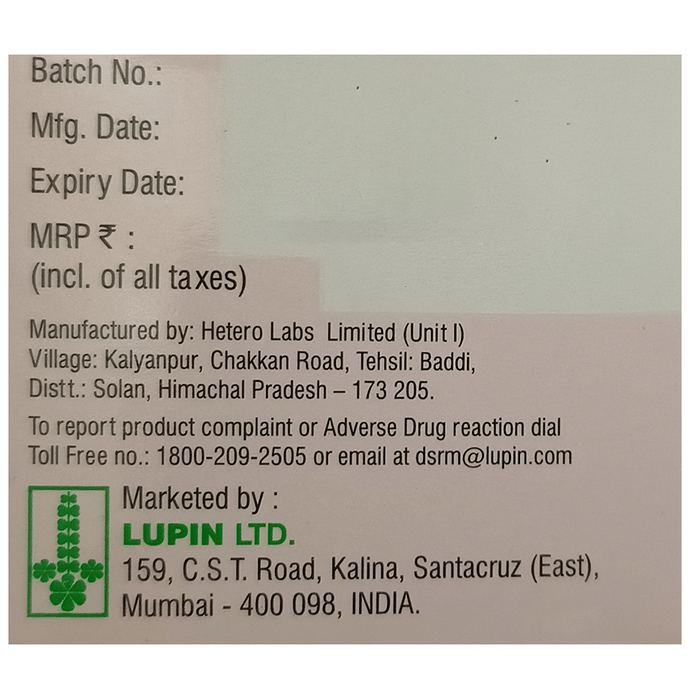 Batch No.:
Mfg. Date:
Expiry Date:
MRP ₹ :
(incl. of all taxes)
Manufactured by: Hetero Labs Limited (Unit I)
Village: Kalyanpur, Chakkan Road, Tehsil: Baddi,
Distt.: Solan, Himachal Pradesh – 173 205.
To report product complaint or Adverse Drug reaction dial
Toll Free no.: 1800-209-2505 or email at dsrm@lupin.com
Marketed by :
LUPIN LTD.
159, C.S.T. Road, Kalina, Santacruz (East),
Mumbai - 400 098, INDIA.